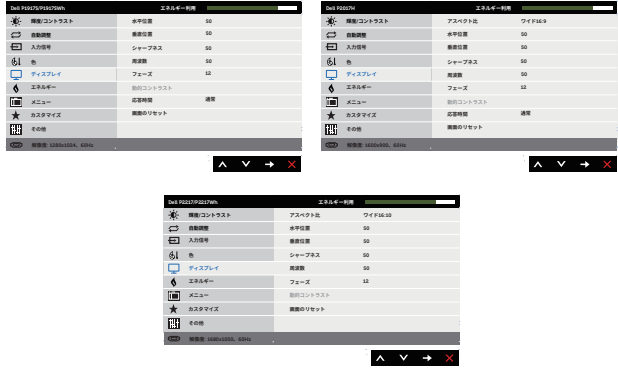 Dell P1917S/P1917SWh エネルギー利用
輝度/コントラスト 水平位置 50
自動調整 垂直位置 50
入力信号 シャープネス 50
色 周波数 50
ディスプレイ フェーズ 12
エネルギー 動的コントラスト
メニュー 応答時間 通常
カスタマイズ 画面のリセット
その他
解像度: 1280x1024, 60Hz
Dell P2017H エネルギー利用
輝度/コントラスト アスペクト比 ワイド16:9
自動調整 水平位置 50
入力信号 垂直位置 50
色 シャープネス 50
ディスプレイ 周波数 50
エネルギー フェーズ 12
メニュー 動的コントラスト
カスタマイズ 応答時間 通常
その他 画面のリセット
解像度: 1600x900, 60Hz
Dell P2217/P2217Wh エネルギー利用
輝度/コントラスト アスペクト比 ワイド16:10
自動調整 水平位置 50
入力信号 垂直位置 50
色 シャープネス 50
ディスプレイ 周波数 50
エネルギー フェーズ 12
メニュー 動的コントラスト
カスタマイズ 画面のリセット
その他
解像度: 1680x1050, 60Hz